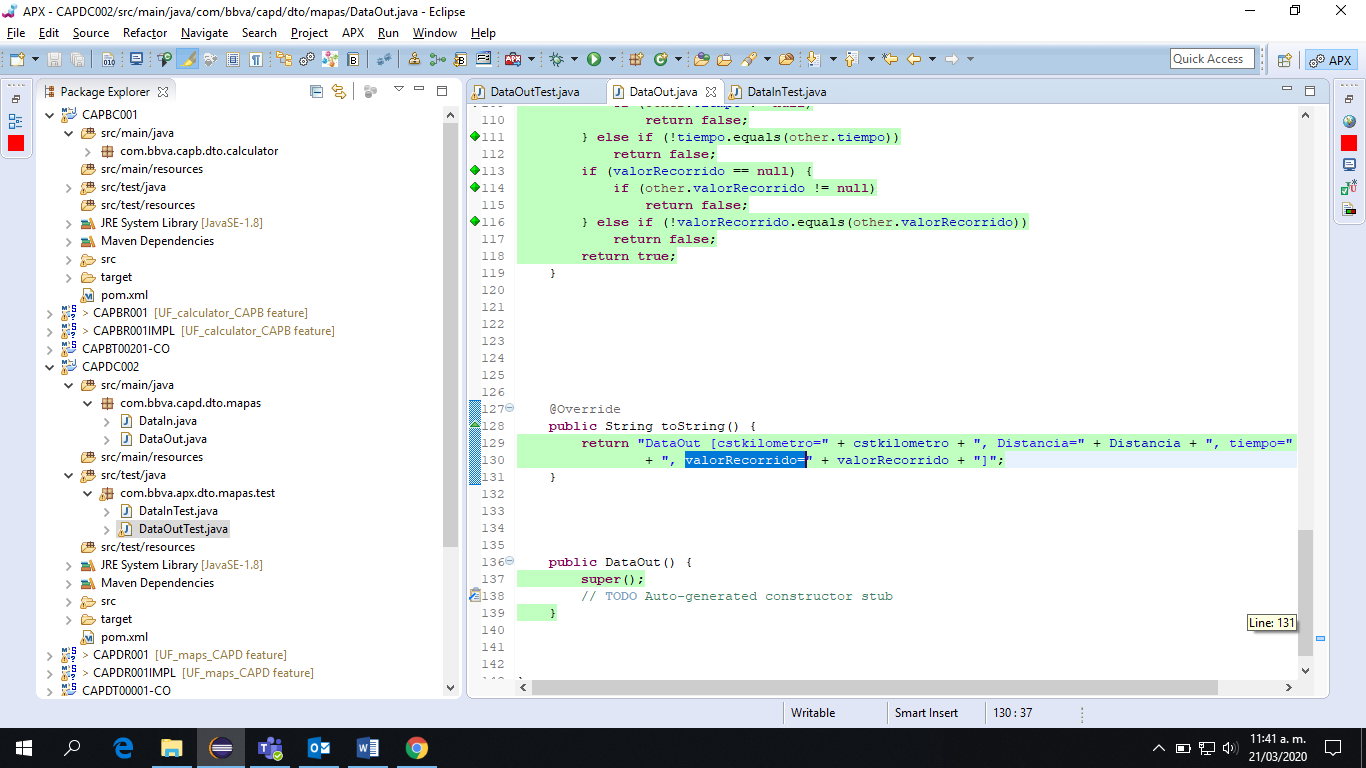 APX - CAPDC002/src/main/java/com/bbva/capd/dto/mapas/DataOut.java - Eclipse
File Edit Source Refactor Navigate Search Project APX Run Window Help
Quick Access
APX
Package Explorer
CAPBC001
src/main/java
com.bbva.capb.dto.calculator
src/main/resources
src/test/java
src/test/resources
JRE System Library [JavaSE-1.8]
Maven Dependencies
src
target
pom.xml
> CAPBR001 [UF_calculator_CAPB feature]
> CAPBR001IMPL [UF_calculator_CAPB feature]
CAPBT00201-CO
CAPDC002
src/main/java
com.bbva.capd.dto.mapas
DataIn.java
DataOut.java
src/main/resources
src/test/java
com.bbva.apx.dto.mapas.test
DataInTest.java
DataOutTest.java
src/test/resources
JRE System Library [JavaSE-1.8]
Maven Dependencies
src
target
pom.xml
> CAPDR001 [UF_maps_CAPD feature]
> CAPDR001IMPL [UF_maps_CAPD feature]
CAPDT00001-CO
DataOutTest.java DataOut.java DataInTest.java
110 return false;
111 } else if (!tiempo.equals(other.tiempo))
112 return false;
113 if (valorRecorrido == null) {
114 if (other.valorRecorrido != null)
115 return false;
116 } else if (!valorRecorrido.equals(other.valorRecorrido))
117 return false;
118 return true;
119 }
120
121
122
123
124
125
126
127 @Override
128 public String toString() {
129 return "DataOut [cstkilometro=" + cstkilometro + ", Distancia=" + Distancia + ", tiempo="
130 + ", valorRecorrido=" + valorRecorrido + "]";
131 }
132
133
134
135
136 public DataOut() {
137 super();
138 // TODO Auto-generated constructor stub
139 }
140
141
142
Line: 131
Writable Smart Insert 130 : 37
11:41 a. m.
21/03/2020